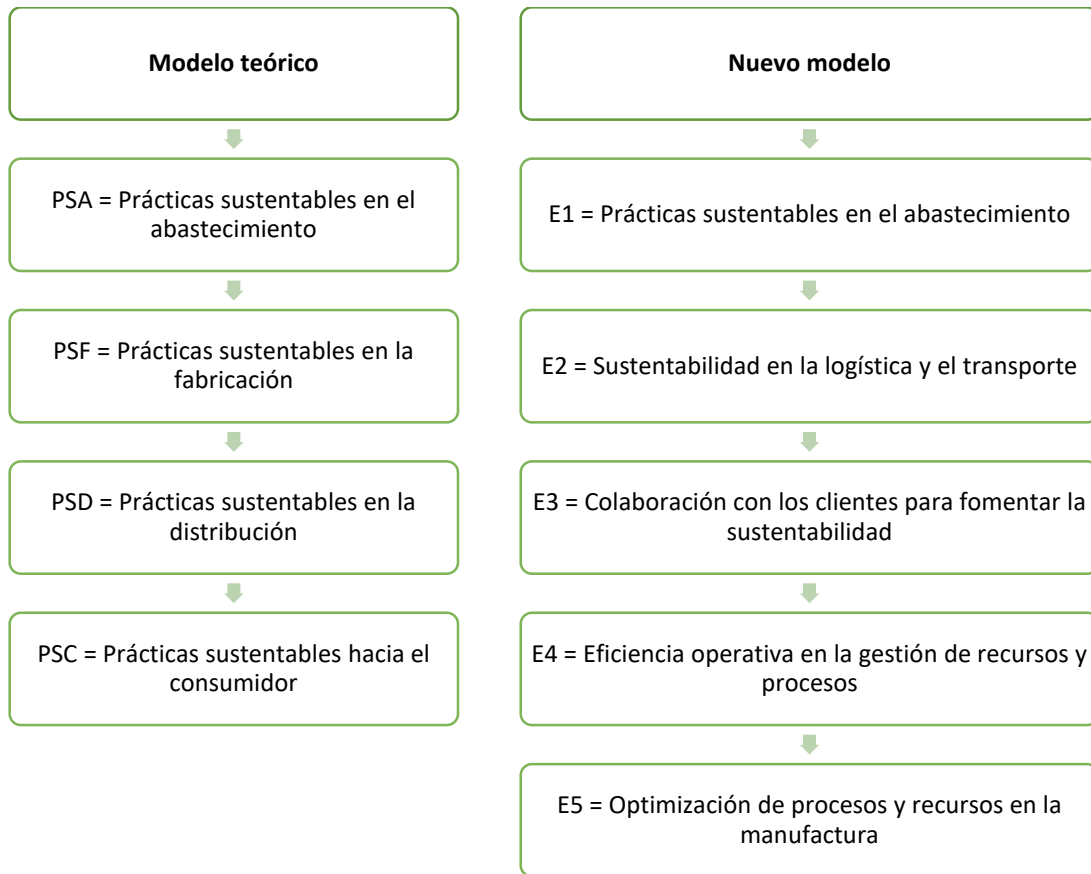 Modelo teórico
PSA = Prácticas sustentables en el
abastecimiento
PSF = Prácticas sustentables en la
fabricación
PSD = Prácticas sustentables en la
distribución
PSC = Prácticas sustentables hacia el
consumidor
Nuevo modelo
E1 = Prácticas sustentables en el abastecimiento
E2 = Sustentabilidad en la logística y el transporte
E3 = Colaboración con los clientes para fomentar la
sustentabilidad
E4 = Eficiencia operativa en la gestión de recursos y
procesos
E5 = Optimización de procesos y recursos en la
manufactura